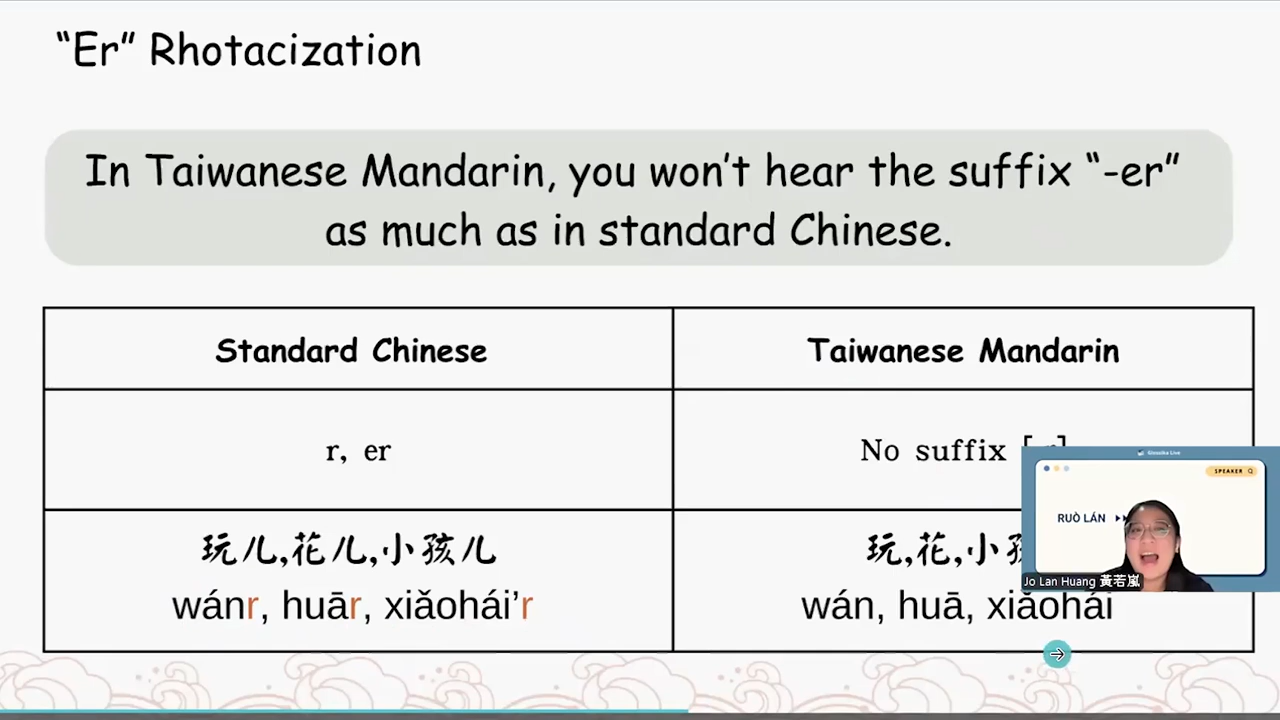 “Er” Rhotacization
In Taiwanese Mandarin, you won’t hear the suffix “-er”
as much as in standard Chinese.
Standard Chinese
Taiwanese Mandarin
r, er
No suffix
玩儿,花儿,小孩儿
wánr, huār, xiǎohái’r
玩,花,小
wán, huā, xiǎohái
Glossika Live
SPEAKER
RUÒ LÁN
Jo Lan Huang 黃若嵐